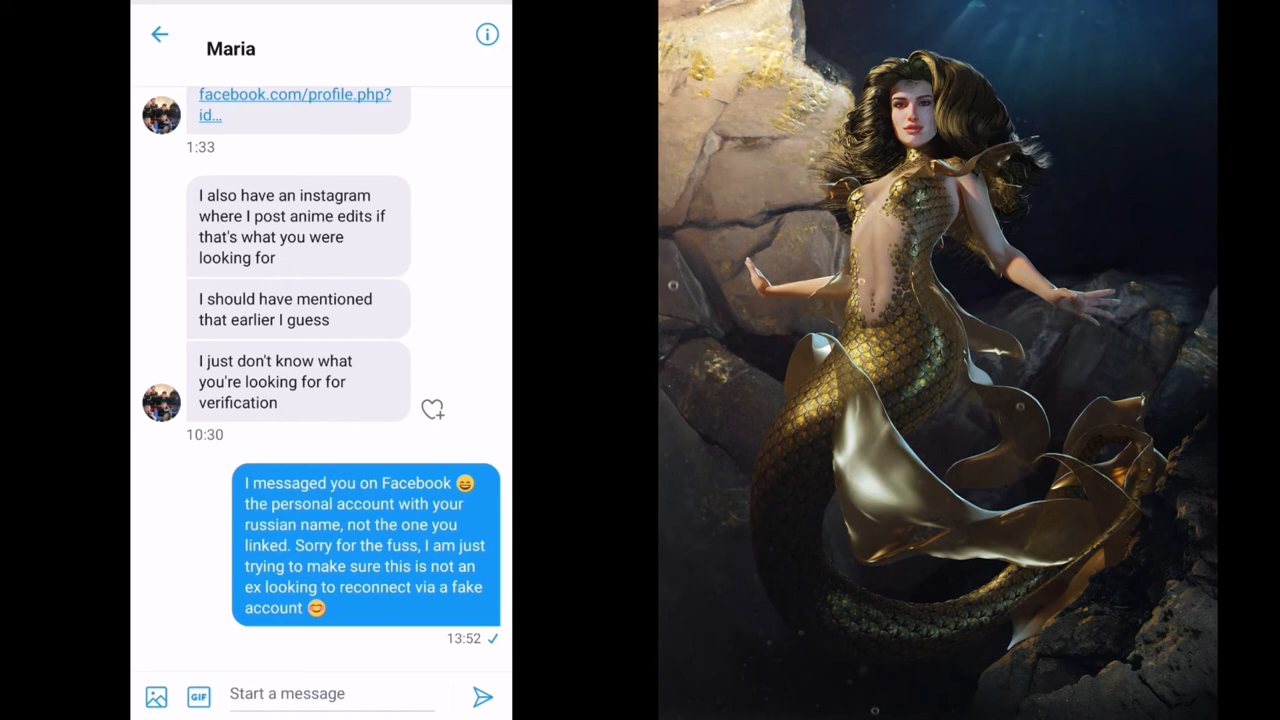 Maria
facebook.com/profile.php?
id...
1:33
I also have an instagram
where I post anime edits if
that's what you were
looking for
I should have mentioned
that earlier I guess
I just don't know what
you're looking for for
verification
10:30
I messaged you on Facebook 😄
the personal account with your
russian name, not the one you
linked. Sorry for the fuss, I am just
trying to make sure this is not an
ex looking to reconnect via a fake
account 😊
13:52
GIF
Start a message